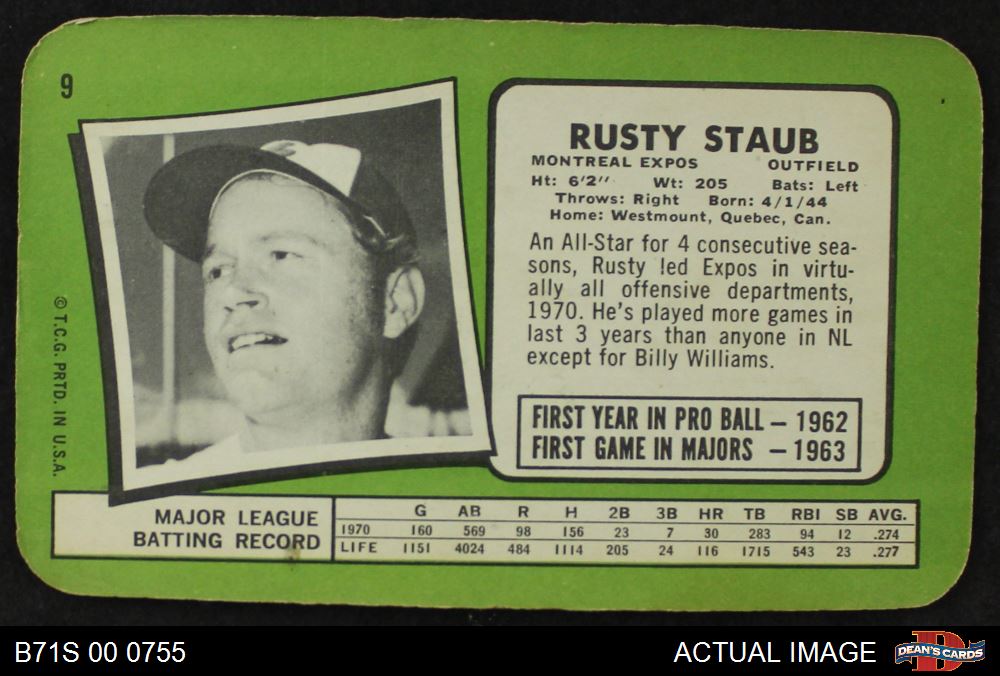 9
RUSTY STAUB
MONTREAL EXPOS OUTFIELD
Ht: 6'2" Wt: 205 Bats: Left
Throws: Right Born: 4/1/44
Home: Westmount, Quebec, Can.
An All-Star for 4 consecutive sea-
sons, Rusty led Expos in virtu-
ally all offensive departments,
1970. He's played more games in
last 3 years than anyone in NL
except for Billy Williams.
FIRST YEAR IN PRO BALL – 1962
FIRST GAME IN MAJORS – 1963
© T.C.G. PRTD. IN U.S.A.
MAJOR LEAGUE
BATTING RECORD
G AB R H 2B 3B HR TB RBI SB AVG.
1970 160 569 98 156 23 7 30 283 94 12 .274
LIFE 1151 4024 484 1114 205 24 116 1715 543 23 .277
B71S 00 0755 ACTUAL IMAGE
D
DEAN'S CARDS